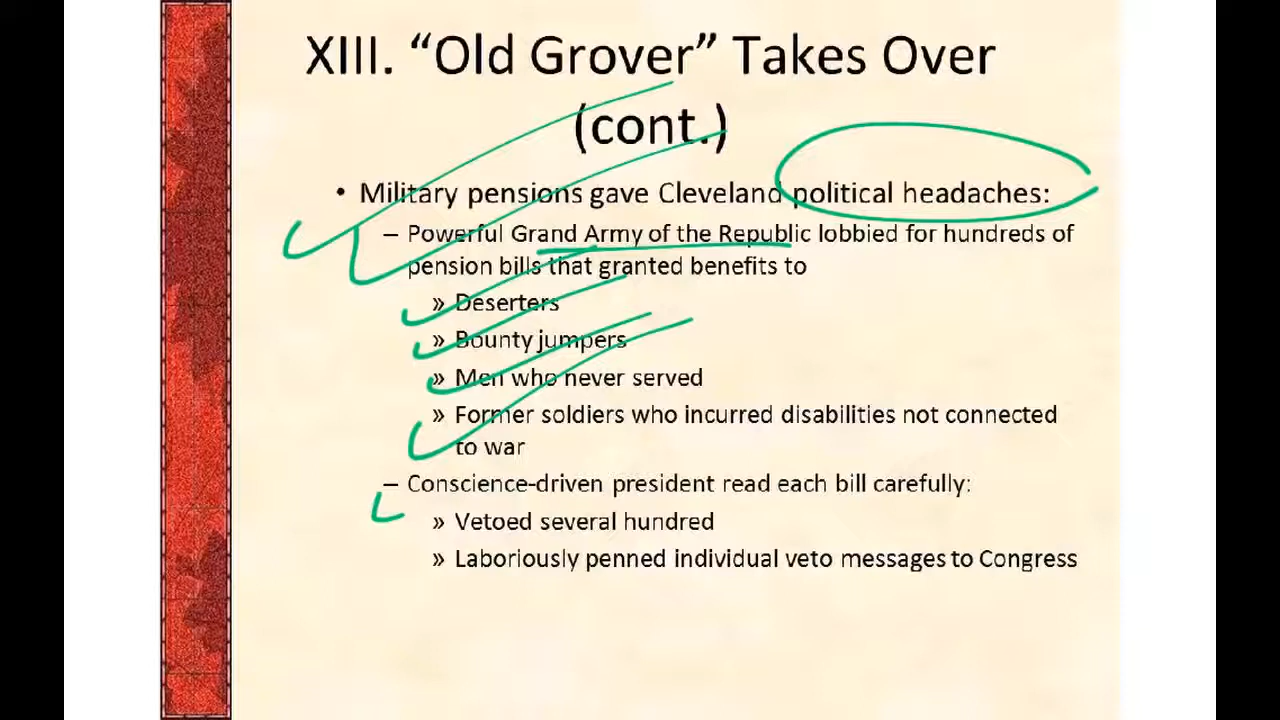 XIII. “Old Grover” Takes Over
(cont.)
• Military pensions gave Cleveland political headaches:
– Powerful Grand Army of the Republic lobbied for hundreds of
pension bills that granted benefits to
» Deserters
» Bounty jumpers
» Men who never served
» Former soldiers who incurred disabilities not connected
to war
– Conscience-driven president read each bill carefully:
» Vetoed several hundred
» Laboriously penned individual veto messages to Congress